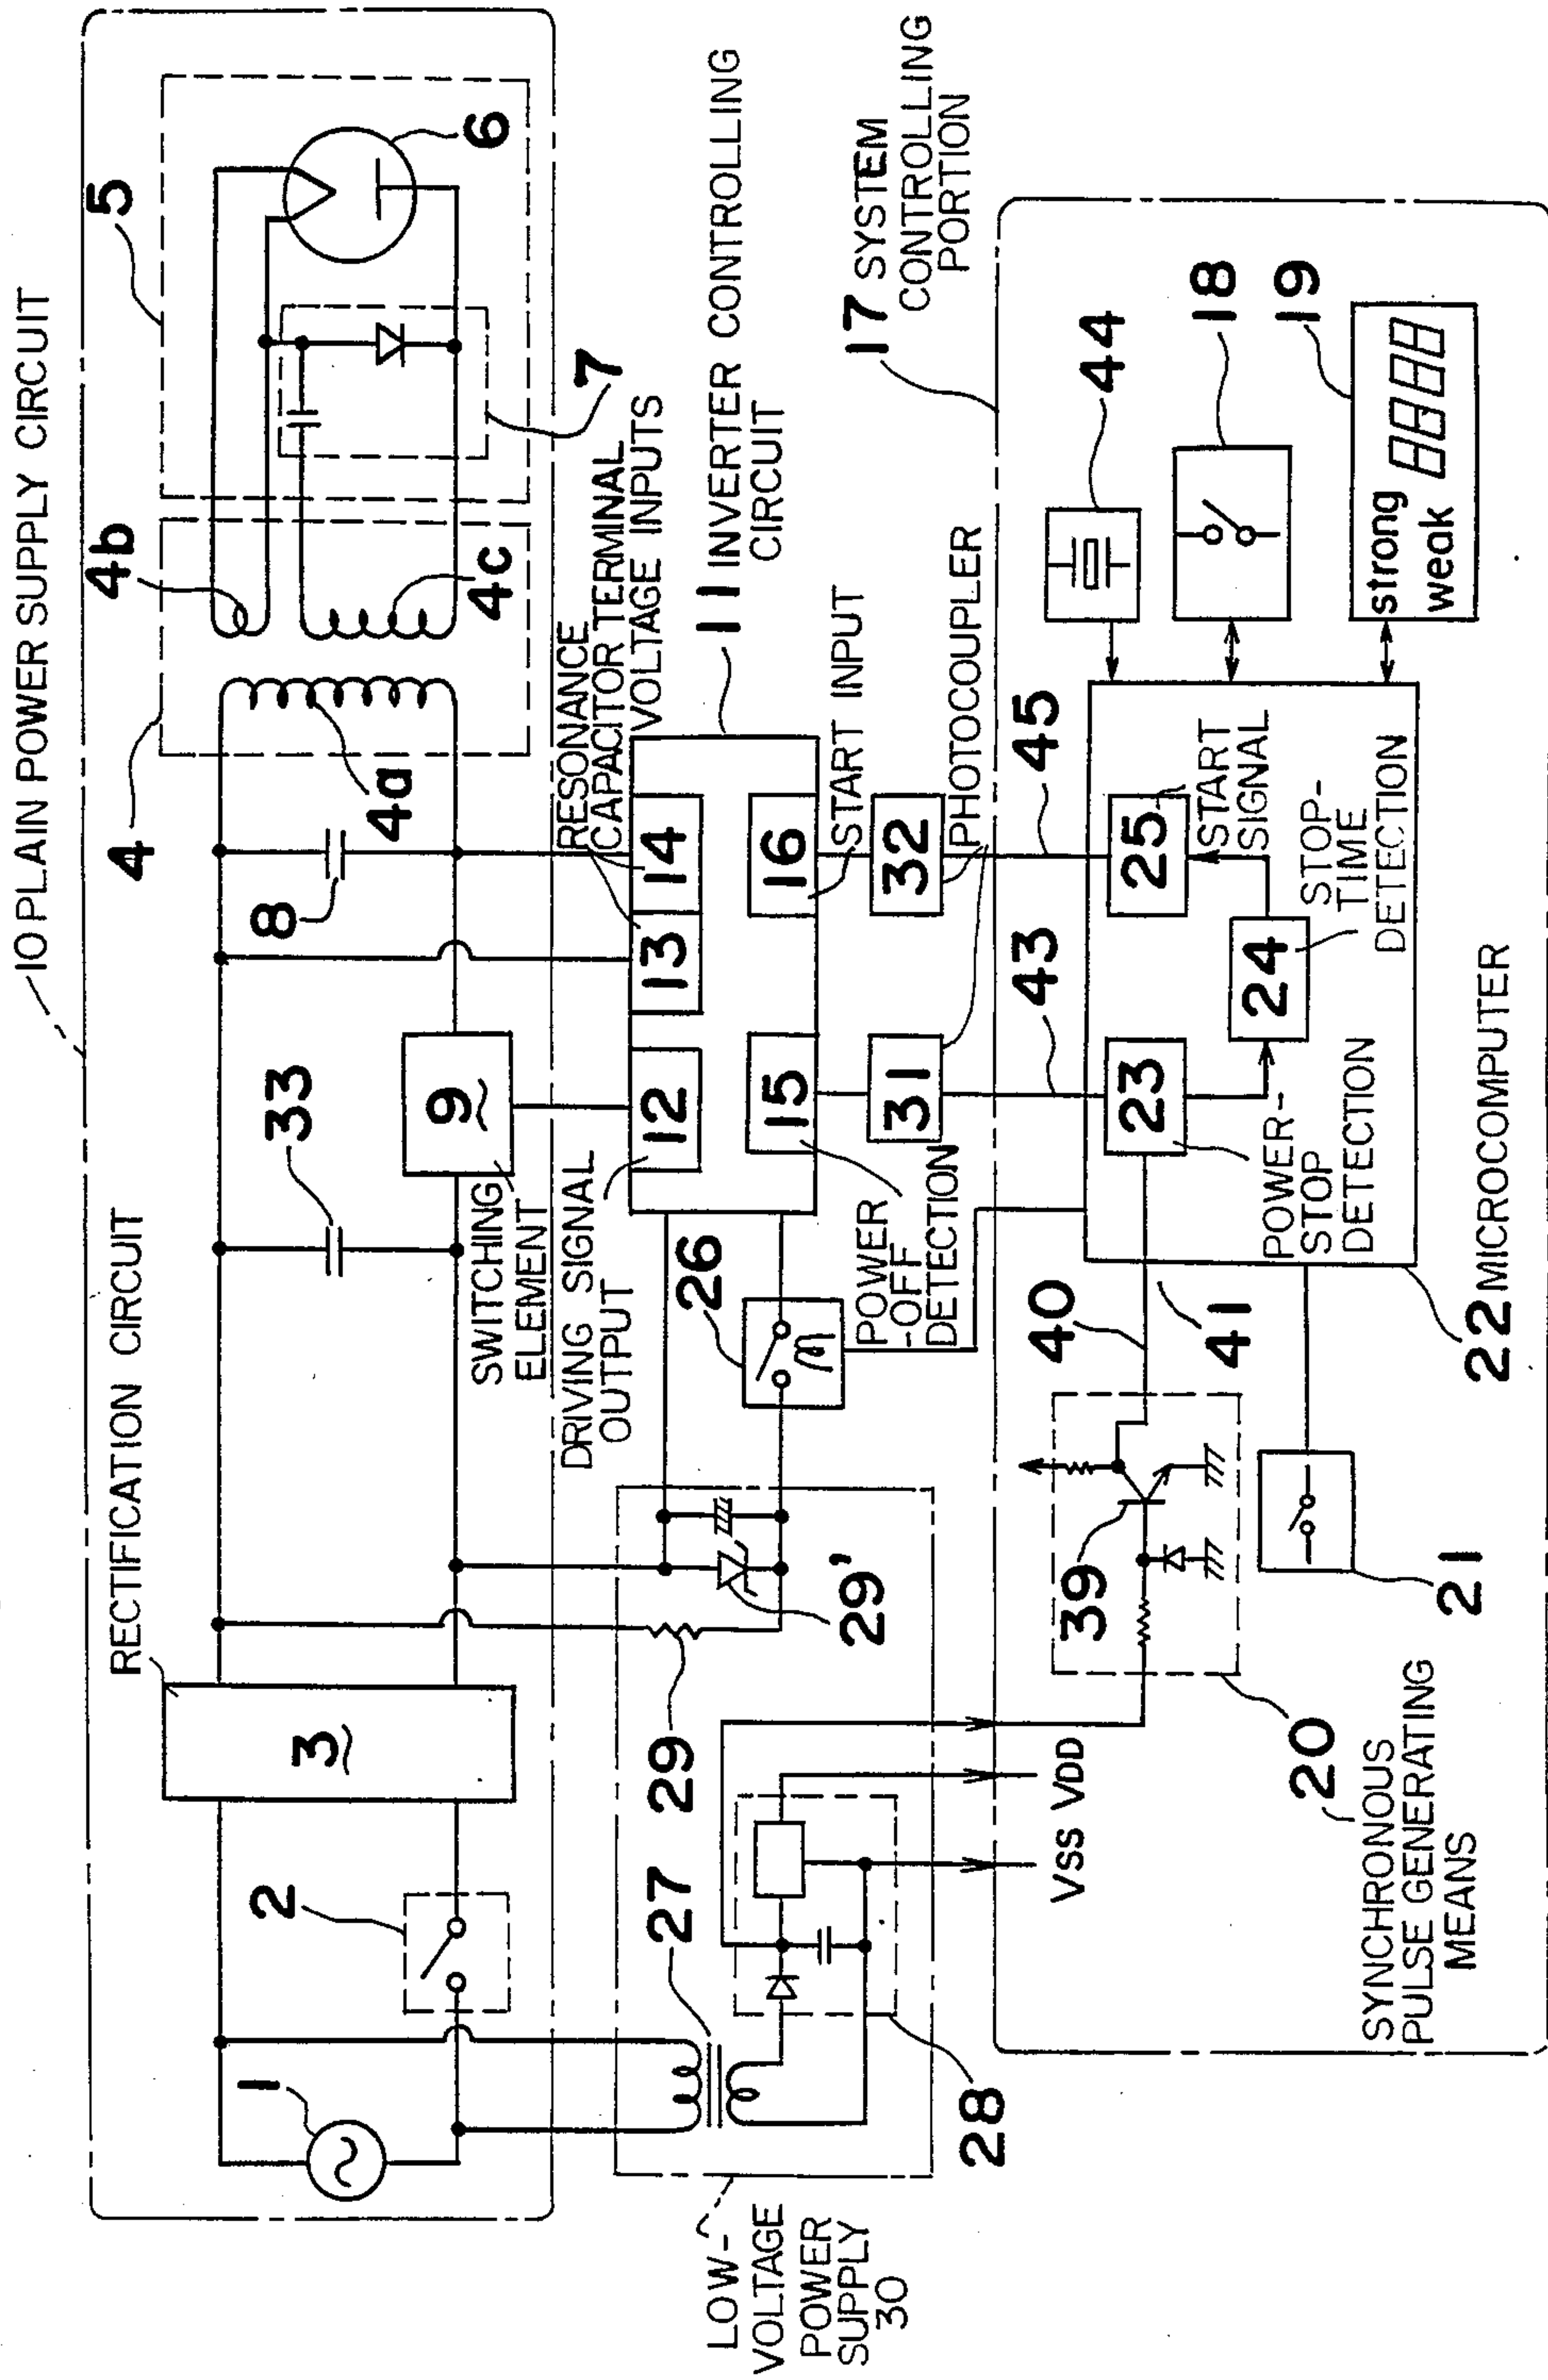 10 PLAIN POWER SUPPLY CIRCUIT
RECTIFICATION CIRCUIT
1
2
3
33
8
4
4a
4b
4c
5
6
7
9
SWITCHING
ELEMENT
DRIVING SIGNAL
OUTPUT
RESONANCE
CAPACITOR TERMINAL
VOLTAGE INPUTS
11 INVERTER CONTROLLING
CIRCUIT
12
13
14
15
16
START INPUT
POWER
-OFF
DETECTION
26
27
28
29
29'
LOW-
VOLTAGE
POWER
SUPPLY
30
31
32
PHOTOCOUPLER
17 SYSTEM
CONTROLLING
PORTION
VSS VDD
39
40
41
43
45
44
18
19
strong
weak
8888
23
24
25
START
SIGNAL
STOP-
TIME
DETECTION
POWER-
STOP
DETECTION
22 MICROCOMPUTER
21
20
SYNCHRONOUS
PULSE GENERATING
MEANS